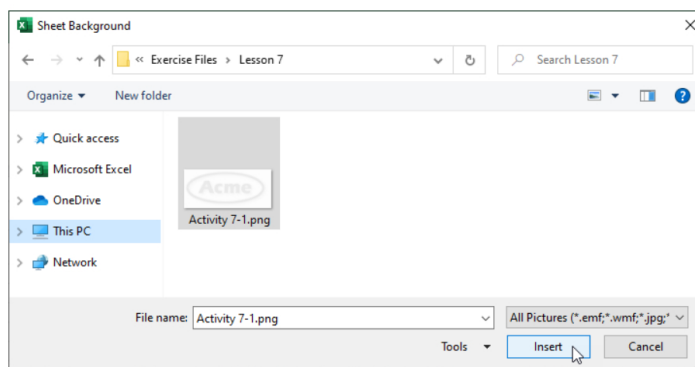 Sheet Background
« Exercise Files > Lesson 7
Search Lesson 7
Organize
New folder
Quick access
Microsoft Excel
OneDrive
This PC
Network
Acme
Activity 7-1.png
File name: Activity 7-1.png
All Pictures (*.emf;*.wmf;*.jpg;*
Tools
Insert
Cancel